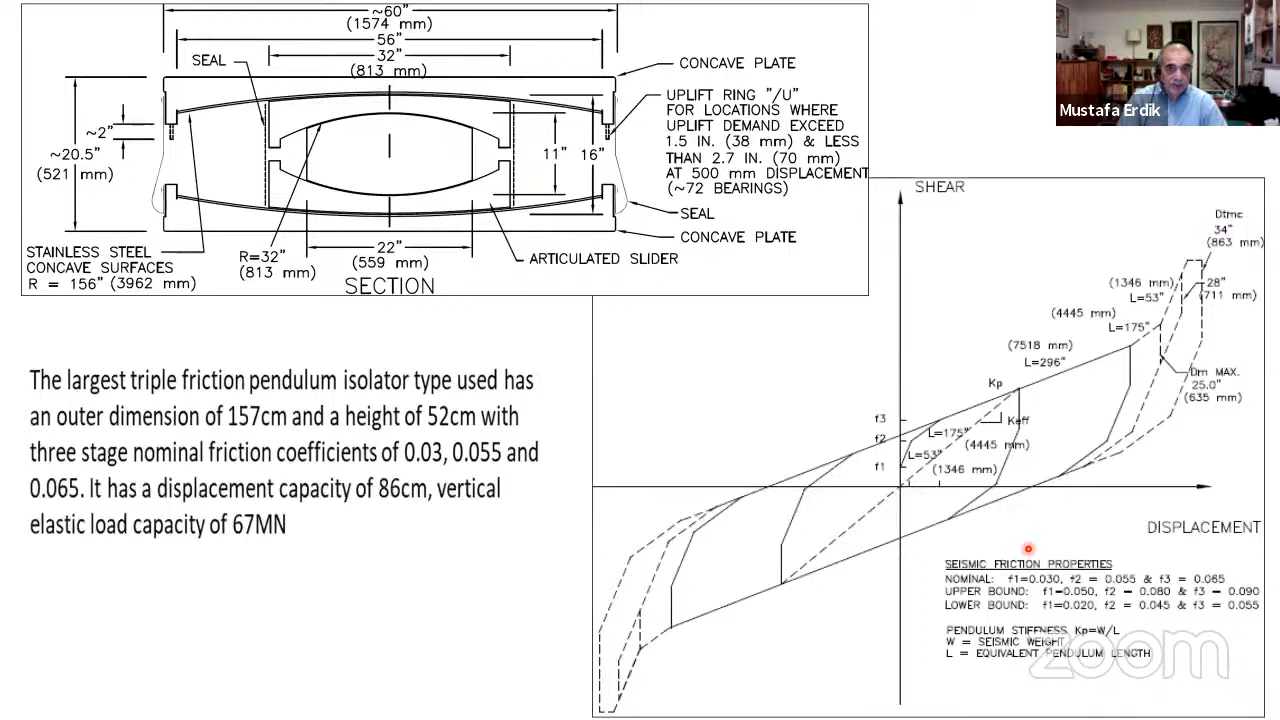 ~60"
(1574 mm)
56"
32"
(813 mm)
SEAL
CONCAVE PLATE
UPLIFT RING "/U"
FOR LOCATIONS WHERE
UPLIFT DEMAND EXCEED
1.5 IN. (38 mm) & LESS
THAN 2.7 IN. (70 mm)
AT 500 mm DISPLACEMENT
(~72 BEARINGS)
~2"
~20.5"
(521 mm)
11"
16"
SEAL
CONCAVE PLATE
STAINLESS STEEL
CONCAVE SURFACES
R = 156" (3962 mm)
R=32"
(813 mm)
22"
(559 mm)
ARTICULATED SLIDER
SECTION
Mustafa Erdik
The largest triple friction pendulum isolator type used has
an outer dimension of 157cm and a height of 52cm with
three stage nominal friction coefficients of 0.03, 0.055 and
0.065. It has a displacement capacity of 86cm, vertical
elastic load capacity of 67MN
SHEAR
Dtmc
34"
(863 mm)
(1346 mm)
L=53"
28"
(711 mm)
(4445 mm)
L=175"
(7518 mm)
L=296"
Dm MAX.
25.0"
(635 mm)
Kp
Keff
f3
f2
f1
L=175"
(4445 mm)
L=53"
(1346 mm)
DISPLACEMENT
SEISMIC FRICTION PROPERTIES
NOMINAL: f1=0.030, f2 = 0.055 & f3 = 0.065
UPPER BOUND: f1=0.050, f2 = 0.080 & f3 = 0.090
LOWER BOUND: f1=0.020, f2 = 0.045 & f3 = 0.055
PENDULUM STIFFNESS Kp=W/L
W = SEISMIC WEIGHT
L = EQUIVALENT PENDULUM LENGTH
zoom